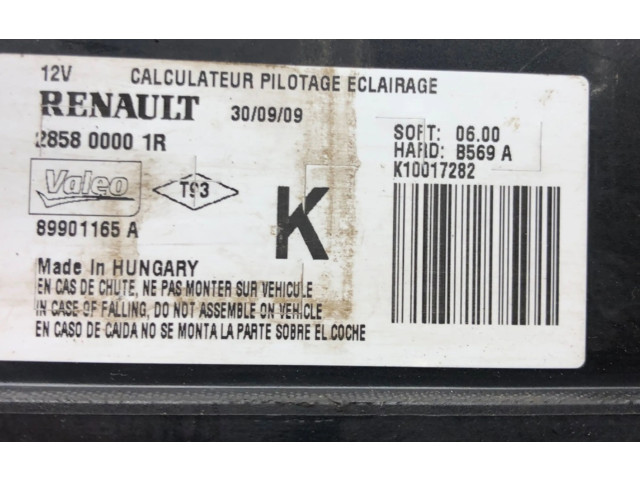 12V CALCULATEUR PILOTAGE ECLAIRAGE
RENAULT 30/09/09
2858 0000 1R
SOFT: 06.00
HARD: B569 A
K10017282
Valeo
T93
K
89901165 A
Made In HUNGARY
EN CAS DE CHUTE, NE PAS MONTER SUR VEHICULE
IN CASE OF FALLING, DO NOT ASSEMBLE ON VEHICLE
EN CASO DE CAIDA NO SE MONTA LA PARTE SOBRE EL COCHE